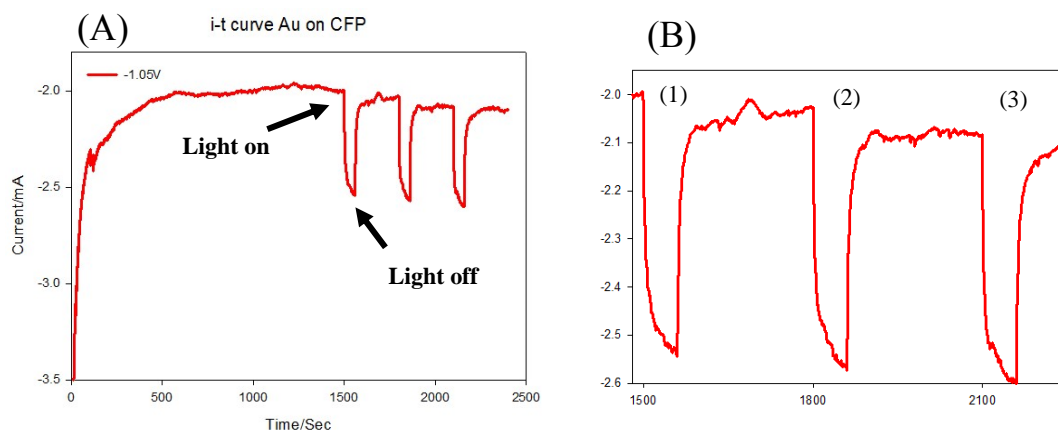 (A)
i-t curve Au on CFP
-1.05V
Light on
Light off
Current/mA
-2.0
-2.5
-3.0
-3.5
0
500
1000
1500
2000
2500
Time/Sec
(B)
(1)
(2)
(3)
-2.0
-2.1
-2.2
-2.3
-2.4
-2.5
-2.6
1500
1800
2100